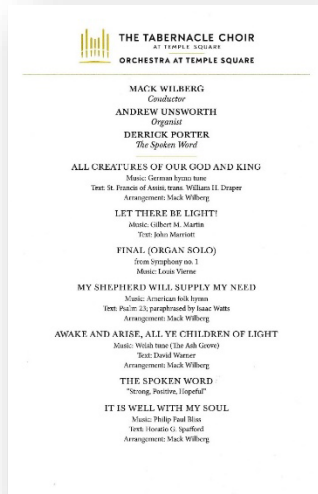 THE TABERNACLE CHOIR
AT TEMPLE SQUARE
ORCHESTRA AT TEMPLE SQUARE
MACK WILBERG
Conductor
ANDREW UNSWORTH
Organist
DERRICK PORTER
The Spoken Word
ALL CREATURES OF OUR GOD AND KING
Music: German hymn tune
Text: St. Francis of Assisi, trans. William H. Draper
Arrangement: Mack Wilberg
LET THERE BE LIGHT!
Music: Gilbert M. Martin
Text: John Marriott
FINAL (ORGAN SOLO)
from Symphony no. 1
Music: Louis Vierne
MY SHEPHERD WILL SUPPLY MY NEED
Music: American folk hymn
Text: Psalm 23; paraphrased by Isaac Watts
Arrangement: Mack Wilberg
AWAKE AND ARISE, ALL YE CHILDREN OF LIGHT
Music: Welsh tune (The Ash Grove)
Text: David Warner
Arrangement: Mack Wilberg
THE SPOKEN WORD
"Strong, Positive, Hopeful"
IT IS WELL WITH MY SOUL
Music: Philip Paul Bliss
Text: Horatio G. Spafford
Arrangement: Mack Wilberg